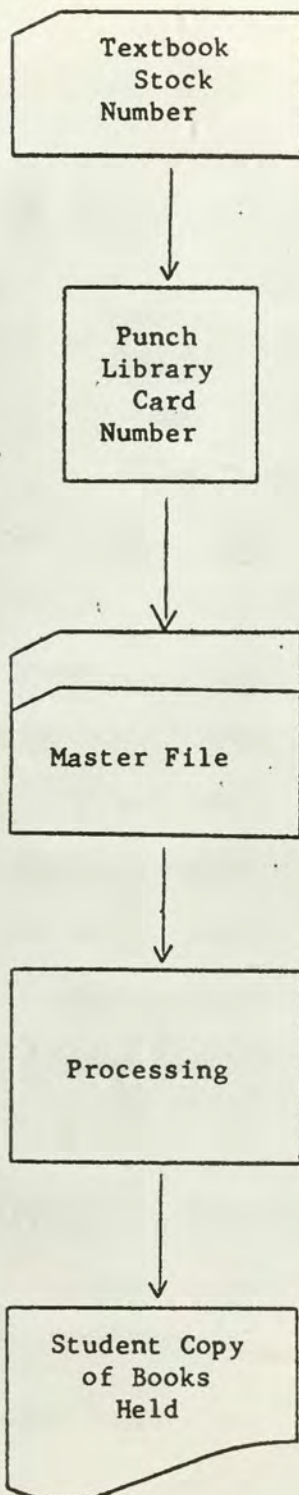 Textbook
Stock
Number
Punch
Library
Card
Number
Master File
Processing
Student Copy
of Books
Held